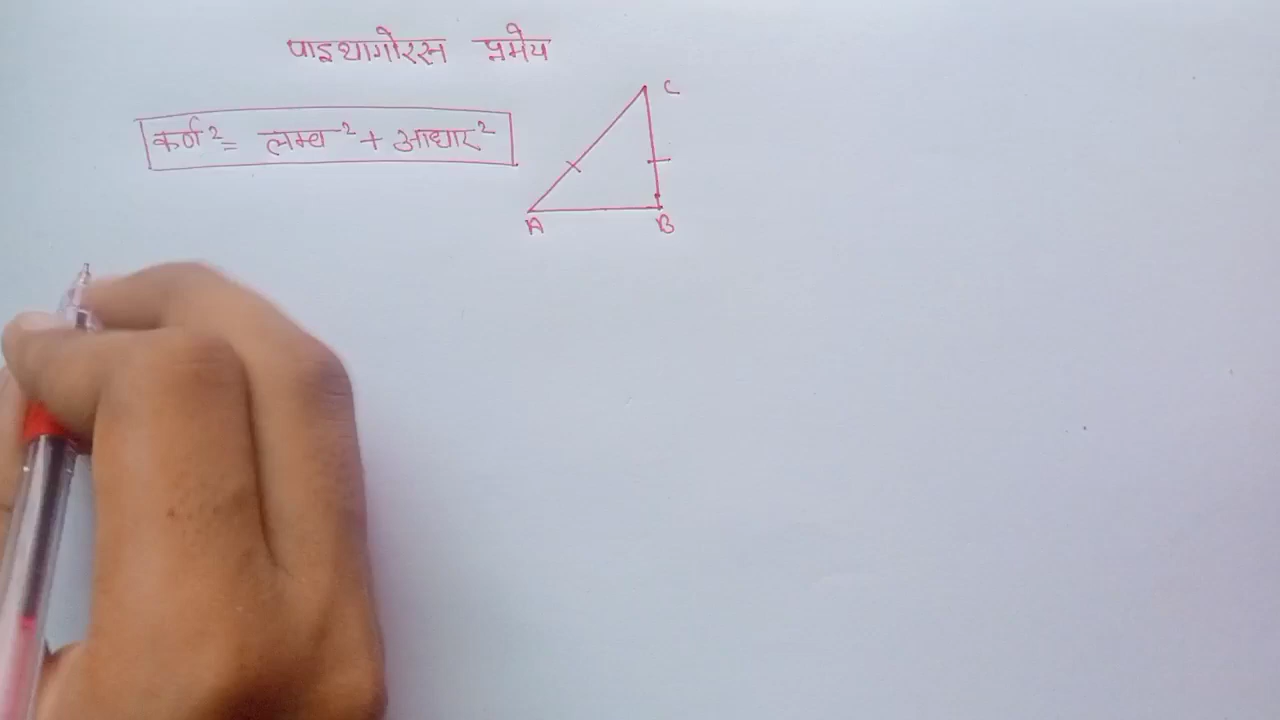 पाइथागोरस प्रमेय
कर्ण² = लम्ब² + आधार²
C
A
B